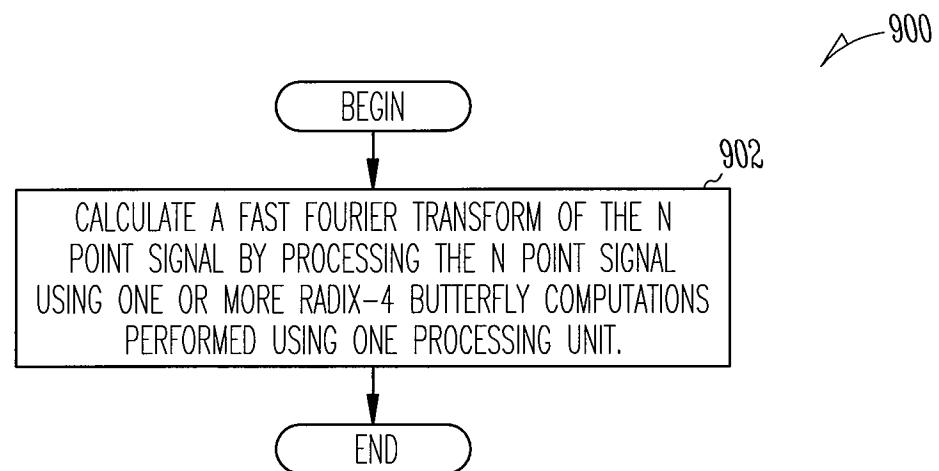 900
BEGIN
902
CALCULATE A FAST FOURIER TRANSFORM OF THE N
POINT SIGNAL BY PROCESSING THE N POINT SIGNAL
USING ONE OR MORE RADIX-4 BUTTERFLY COMPUTATIONS
PERFORMED USING ONE PROCESSING UNIT.
END